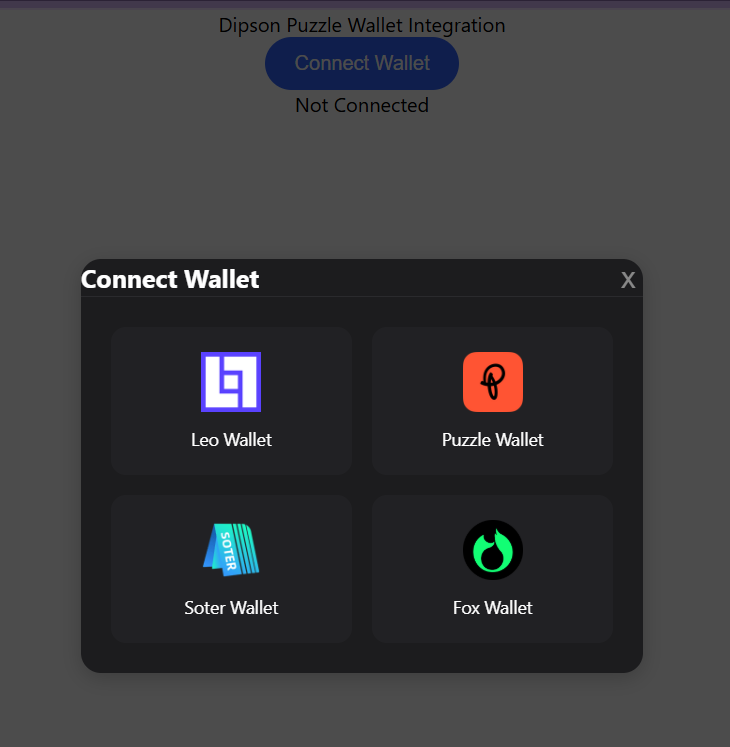 Dipson Puzzle Wallet Integration
Connect Wallet
Not Connected
Connect Wallet X
Leo Wallet
Puzzle Wallet
SOTER
Soter Wallet
Fox Wallet